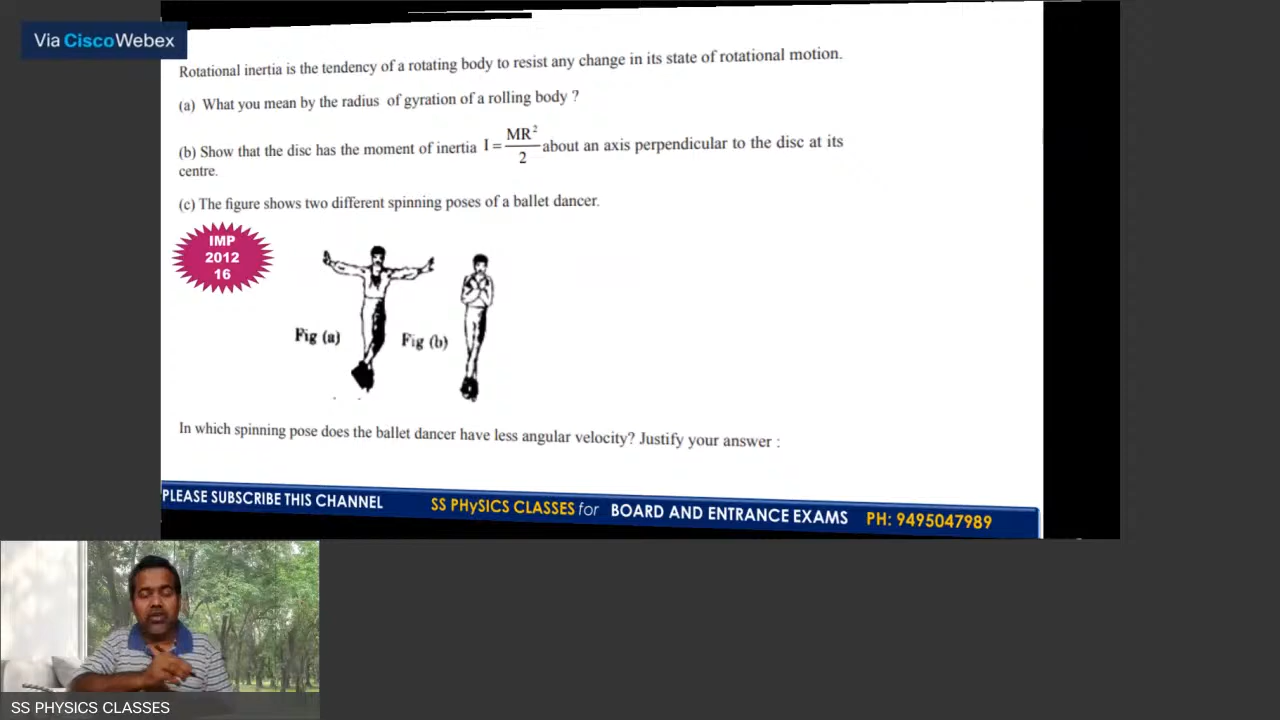 Via CiscoWebex
Rotational inertia is the tendency of a rotating body to resist any change in its state of rotational motion.
(a) What you mean by the radius of gyration of a rolling body ?
(b) Show that the disc has the moment of inertia I = MR²/2 about an axis perpendicular to the disc at its
centre.
(c) The figure shows two different spinning poses of a ballet dancer.
IMP
2012
16
Fig (a)
Fig (b)
In which spinning pose does the ballet dancer have less angular velocity? Justify your answer :
PLEASE SUBSCRIBE THIS CHANNEL SS PHySICS CLASSES for BOARD AND ENTRANCE EXAMS PH: 9495047989
SS PHYSICS CLASSES